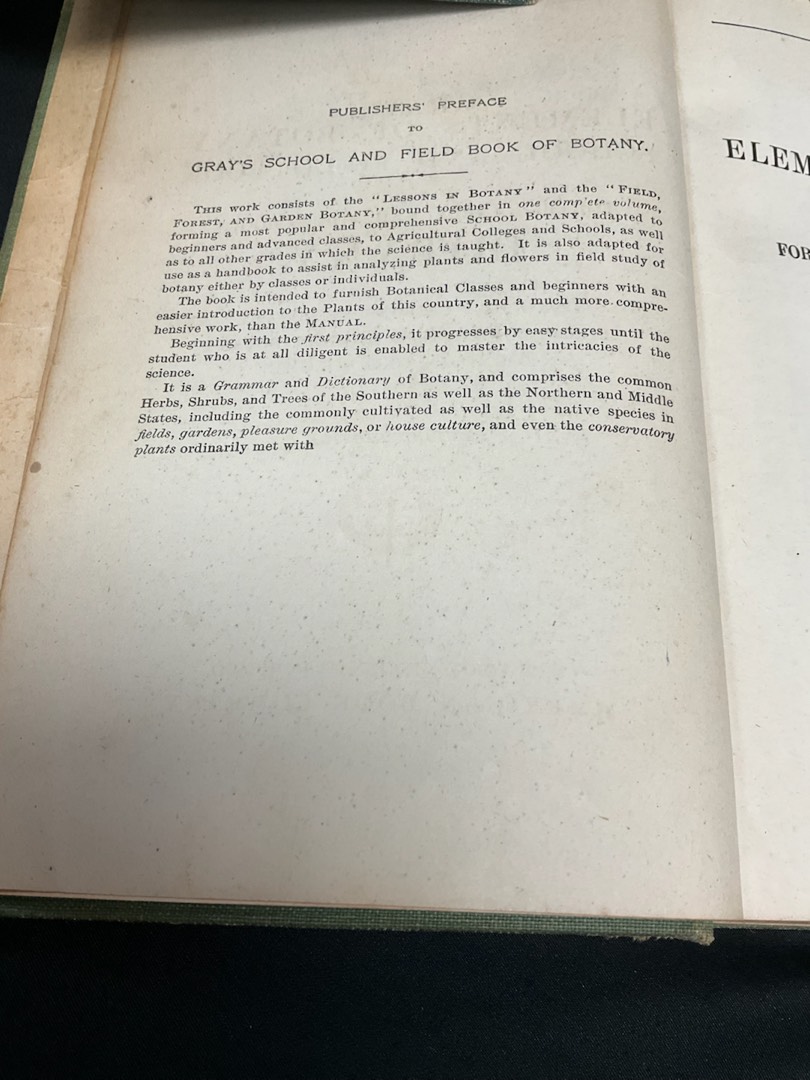 PUBLISHERS' PREFACE
TO
GRAY'S SCHOOL AND FIELD BOOK OF BOTANY.
THIS work consists of the "LESSONS IN BOTANY" and the "FIELD,
FOREST, AND GARDEN BOTANY," bound together in one complete volume,
forming a most popular and comprehensive SCHOOL BOTANY, adapted to
beginners and advanced classes, to Agricultural Colleges and Schools, as well
as to all other grades in which the science is taught. It is also adapted for
use as a handbook to assist in analyzing plants and flowers in field study of
botany either by classes or individuals.
The book is intended to furnish Botanical Classes and beginners with an
easier introduction to the Plants of this country, and a much more compre-
hensive work, than the MANUAL.
Beginning with the first principles, it progresses by easy stages until the
student who is at all diligent is enabled to master the intricacies of the
science.
It is a Grammar and Dictionary of Botany, and comprises the common
Herbs, Shrubs, and Trees of the Southern as well as the Northern and Middle
States, including the commonly cultivated as well as the native species in
fields, gardens, pleasure grounds, or house culture, and even the conservatory
plants ordinarily met with
ELEM
FOR